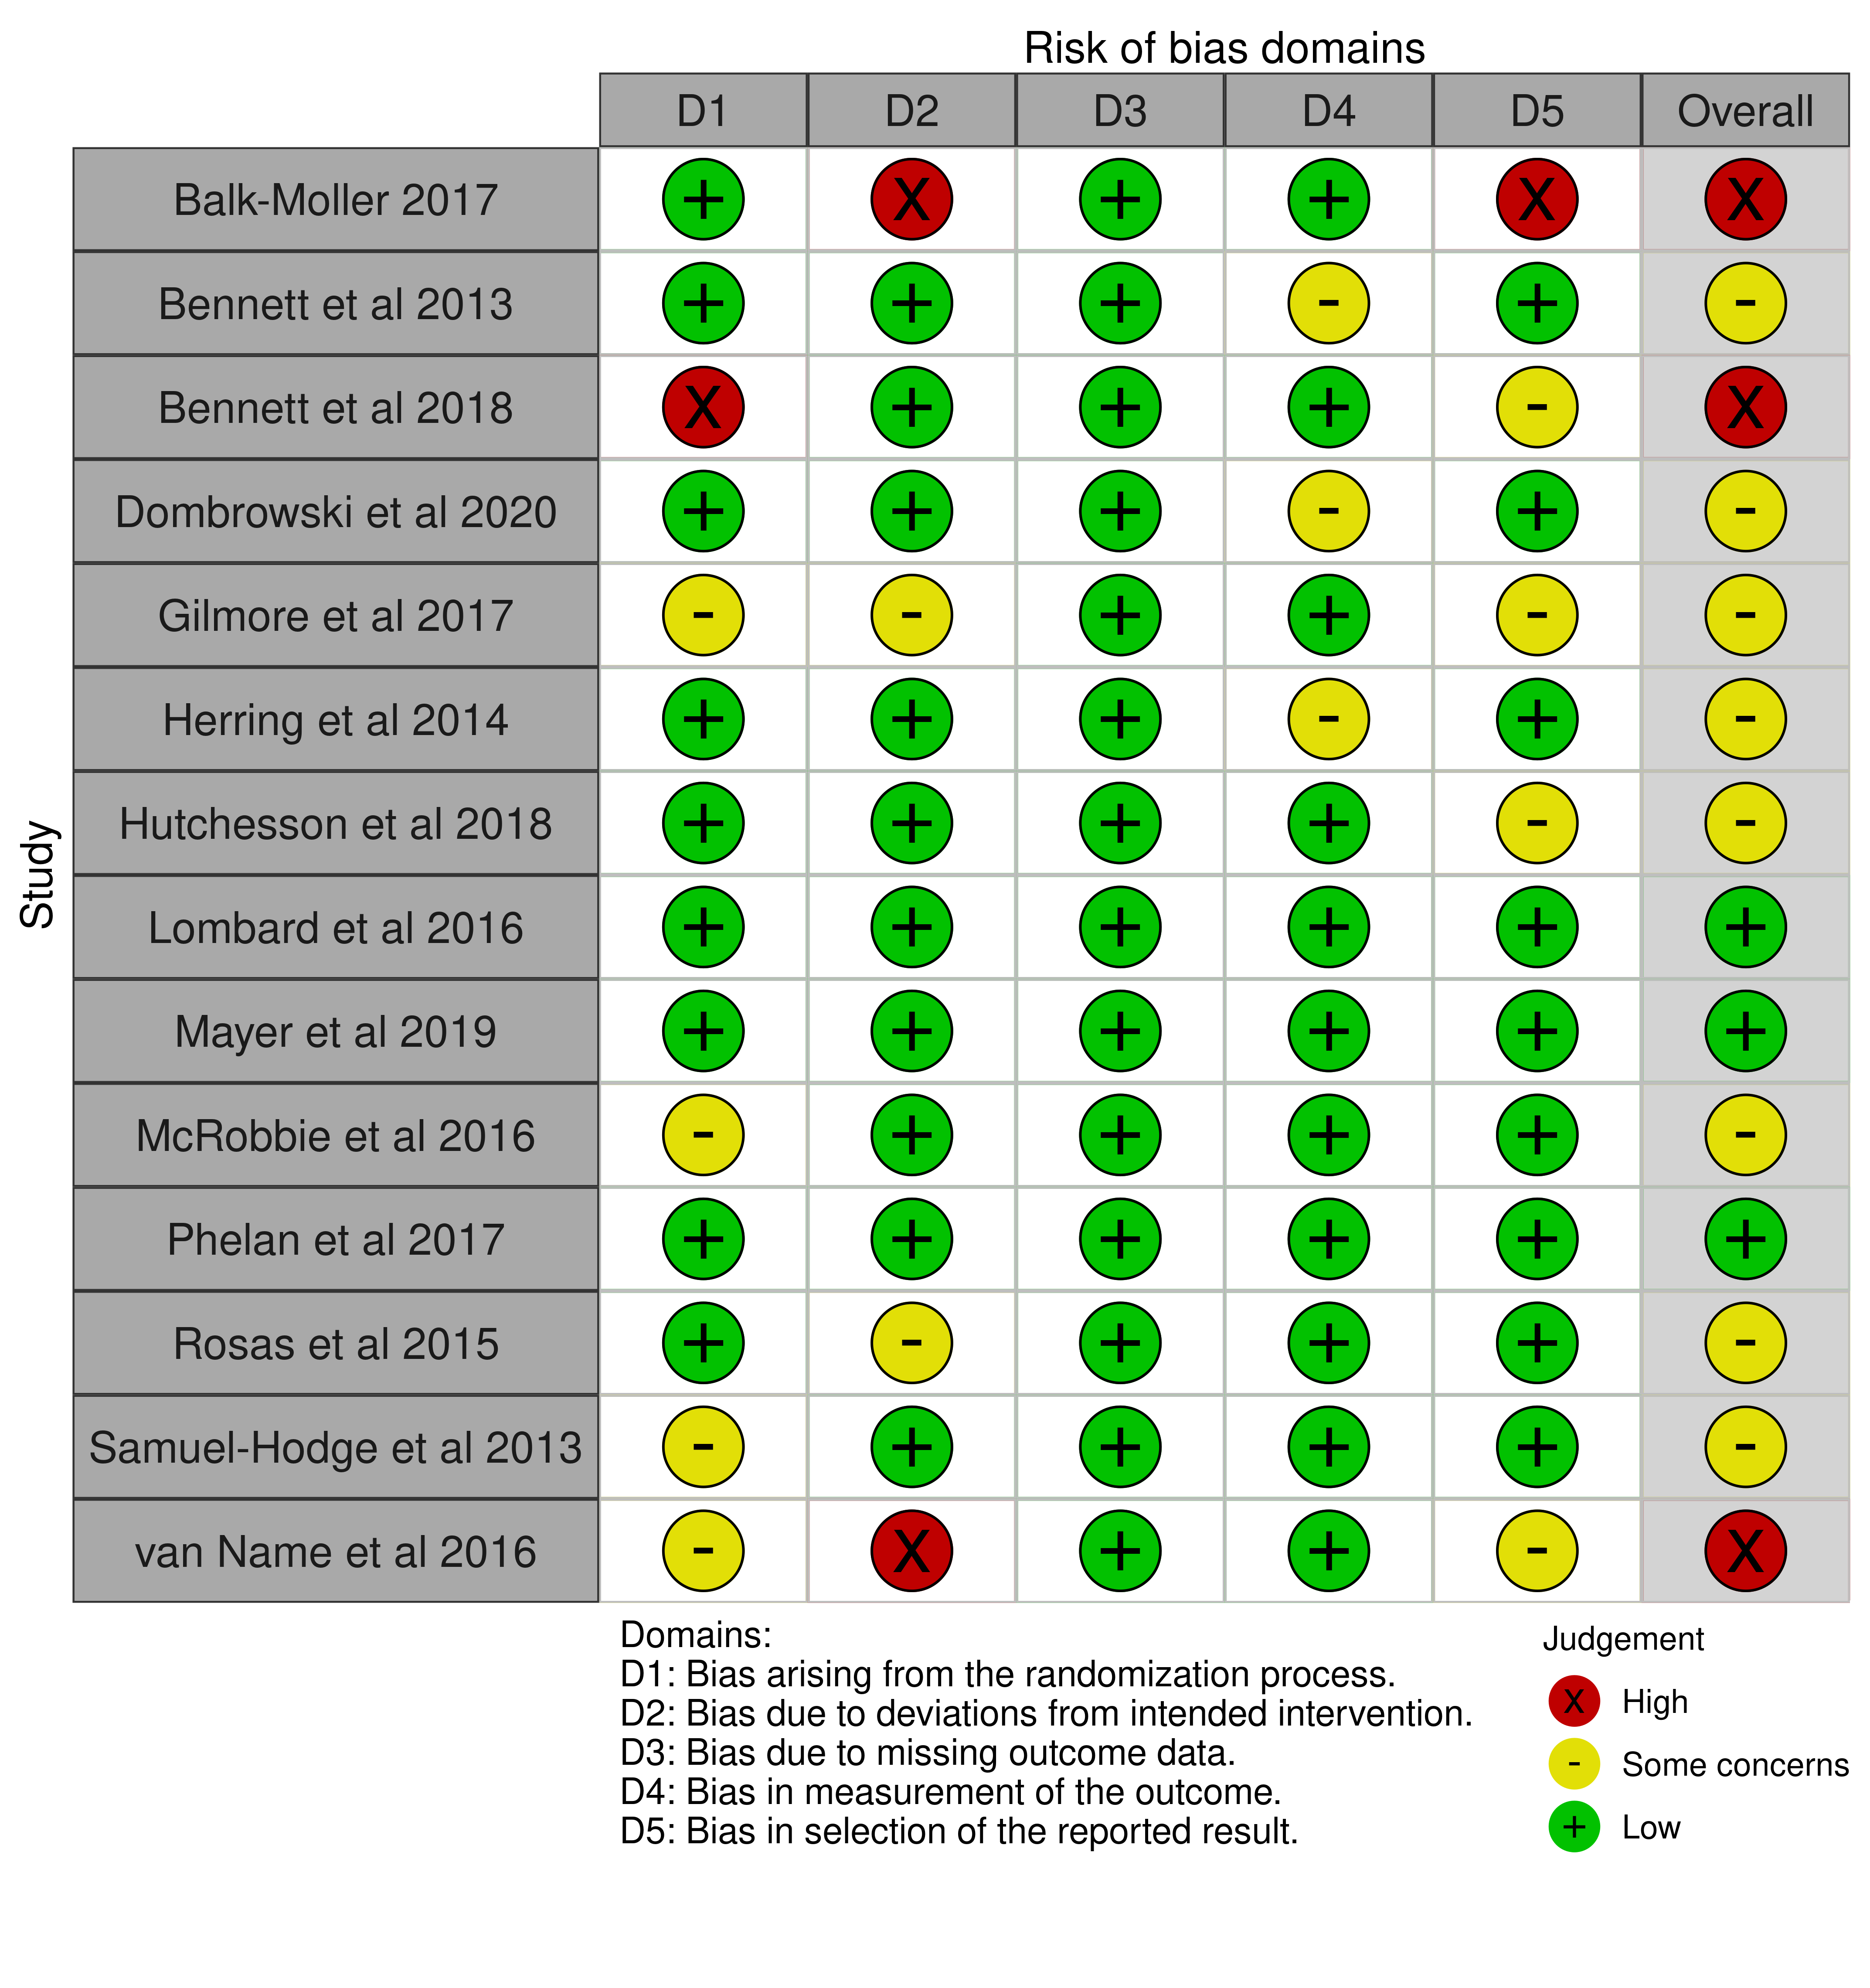 Risk of bias domains
D1 D2 D3 D4 D5 Overall
Study
Balk-Moller 2017 + X + + X X
Bennett et al 2013 + + + - + -
Bennett et al 2018 X + + + - X
Dombrowski et al 2020 + + + - + -
Gilmore et al 2017 - - + + - -
Herring et al 2014 + + + - + -
Hutchesson et al 2018 + + + + - -
Lombard et al 2016 + + + + + +
Mayer et al 2019 + + + + + +
McRobbie et al 2016 - + + + + -
Phelan et al 2017 + + + + + +
Rosas et al 2015 + - + + + -
Samuel-Hodge et al 2013 - + + + + -
van Name et al 2016 - X + + - X
Domains:
D1: Bias arising from the randomization process.
D2: Bias due to deviations from intended intervention.
D3: Bias due to missing outcome data.
D4: Bias in measurement of the outcome.
D5: Bias in selection of the reported result.
Judgement
X High
- Some concerns
+ Low